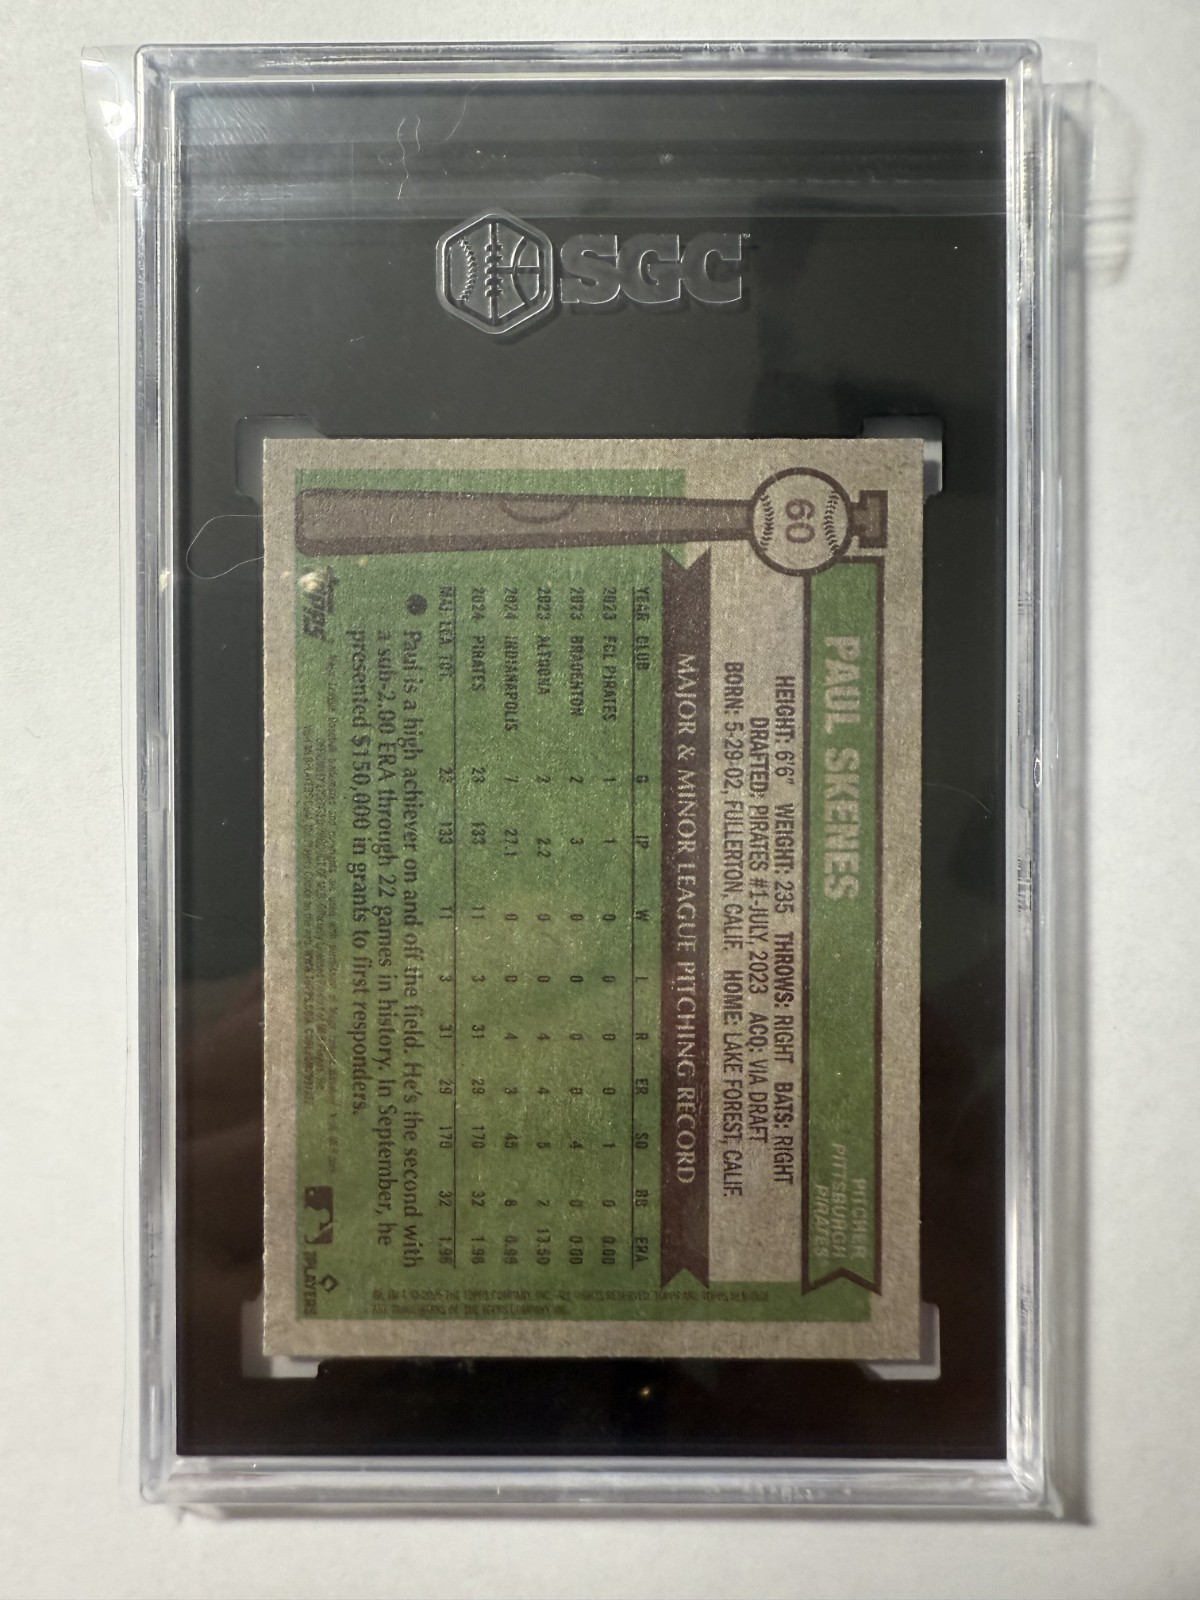 SGC
60
PAUL SKENES
PITCHER
PITTSBURGH
PIRATES
HEIGHT: 6'6" WEIGHT: 235 THROWS: RIGHT BATS: RIGHT
DRAFTED: PIRATES #1-JULY, 2023 ACQ: VIA DRAFT
BORN: 5-29-02, FULLERTON, CALIF. HOME: LAKE FOREST, CALIF.
MAJOR & MINOR LEAGUE PITCHING RECORD
YEAR CLUB G IP W L R ER SO BB ERA
2023 FCL PIRATES 1 1 0 0 0 0 1 0 0.00
2023 BRADENTON 2 3 0 0 0 0 4 0 0.00
2023 ALTOONA 2 2.2 0 0 4 4 5 2 13.50
2024 INDIANAPOLIS 7 27.1 0 0 4 3 45 8 0.99
2024 PIRATES 23 133 11 3 31 29 170 32 1.96
MAJ. LEA. TOT. 23 133 11 3 31 29 170 32 1.96
Paul is a high achiever on and off the field. He's the second with
a sub-2.00 ERA through 22 games in history. In September, he
presented $150,000 in grants to first responders.
TOPPS
PLAYERS